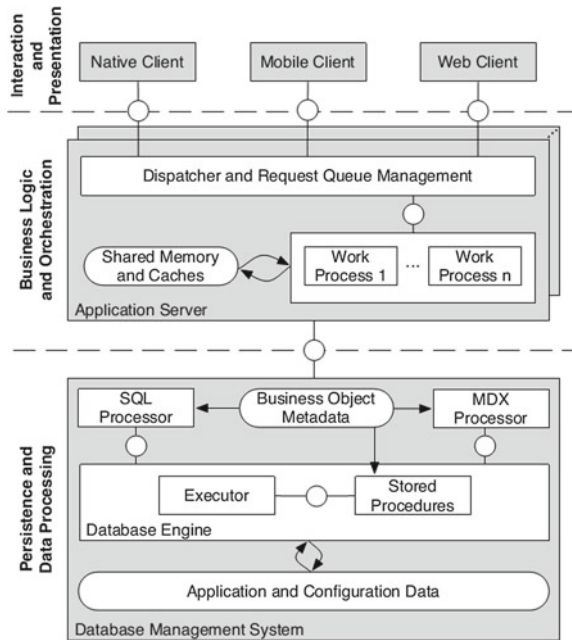 Interaction
and
Presentation
Native Client
Mobile Client
Web Client
Business Logic
and Orchestration
Dispatcher and Request Queue Management
Shared Memory
and Caches
Work
Process 1
...
Work
Process n
Application Server
Persistence and
Data Processing
SQL
Processor
Business Object
Metadata
MDX
Processor
Executor
Stored
Procedures
Database Engine
Application and Configuration Data
Database Management System